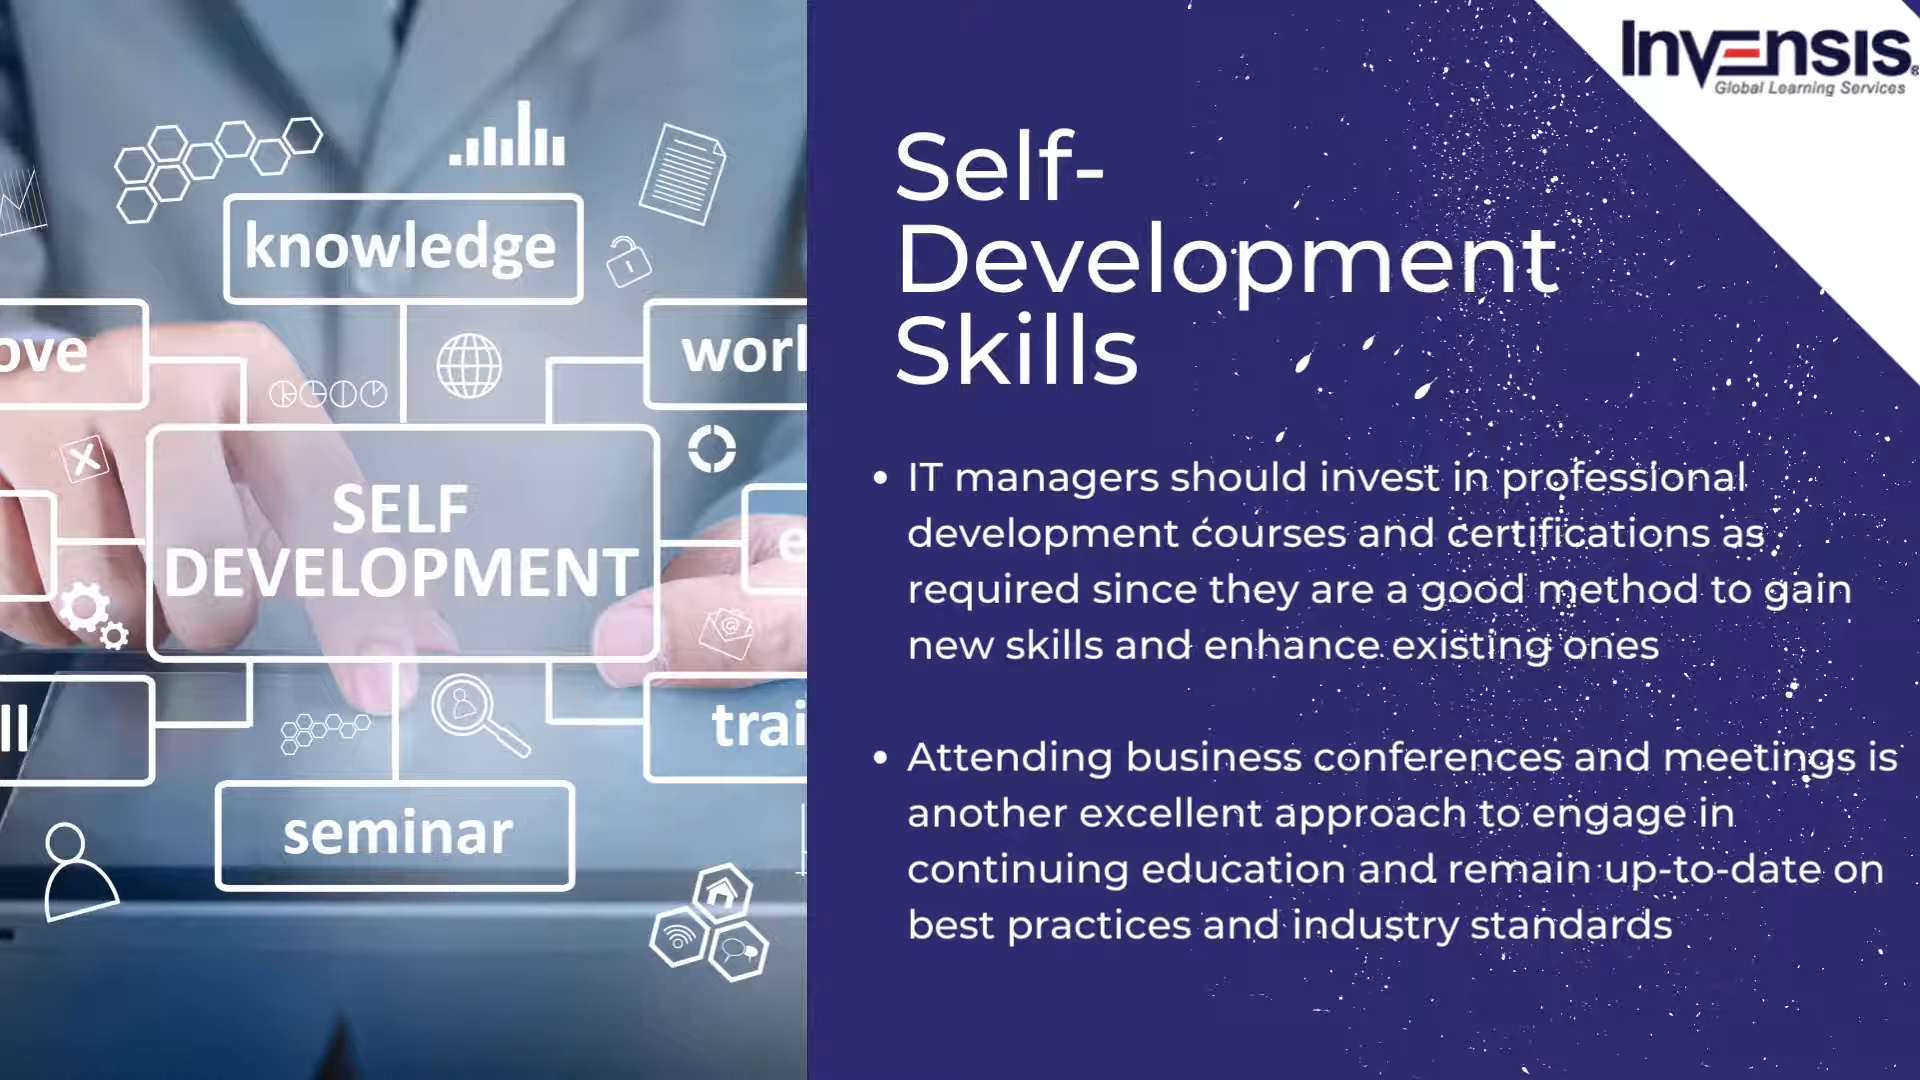 Invensis
Global Learning Services
Self-
Development
Skills
• IT managers should invest in professional
development courses and certifications as
required since they are a good method to gain
new skills and enhance existing ones
• Attending business conferences and meetings is
another excellent approach to engage in
continuing education and remain up-to-date on
best practices and industry standards
knowledge
SELF
DEVELOPMENT
seminar